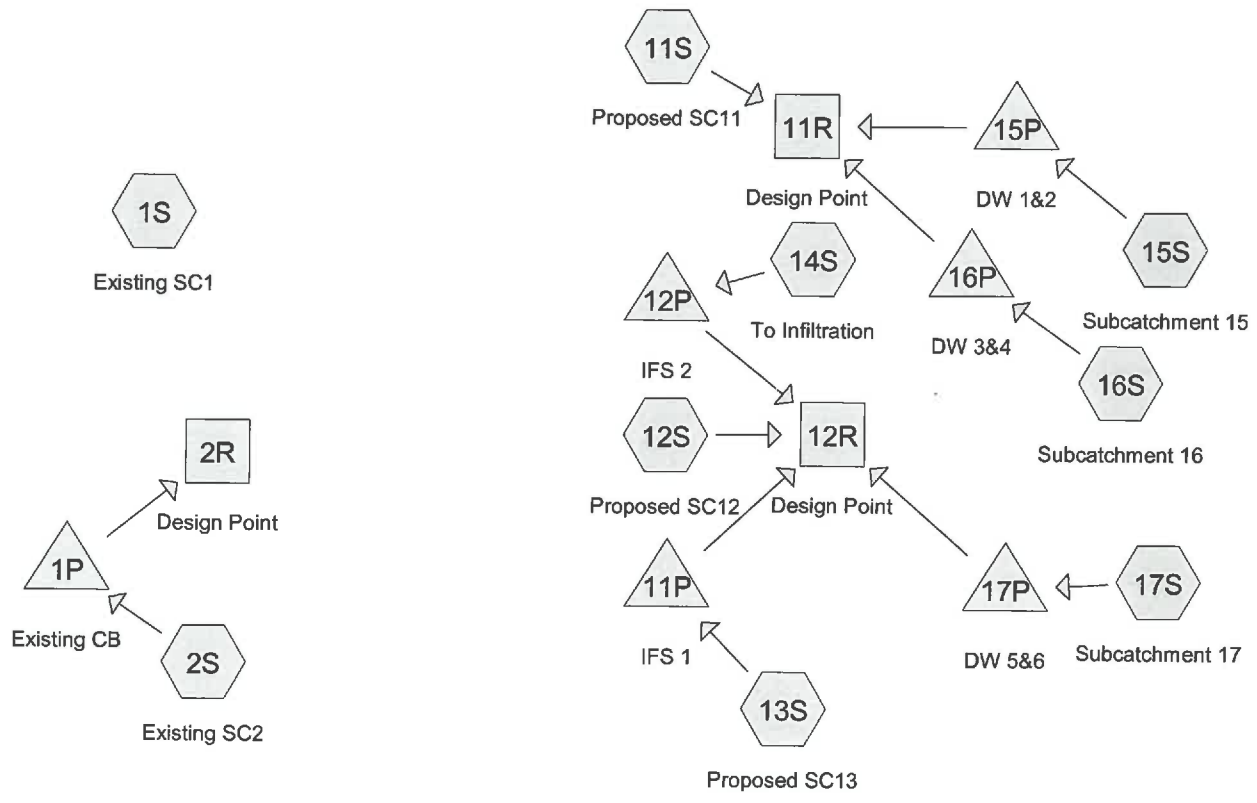 11S
Proposed SC11
11R
Design Point
15P
DW 1&2
15S
Subcatchment 15
1S
Existing SC1
14S
To Infiltration
12P
IFS 2
16P
DW 3&4
16S
Subcatchment 16
12S
Proposed SC12
12R
Design Point
2R
Design Point
1P
Existing CB
2S
Existing SC2
11P
IFS 1
13S
Proposed SC13
17P
DW 5&6
17S
Subcatchment 17